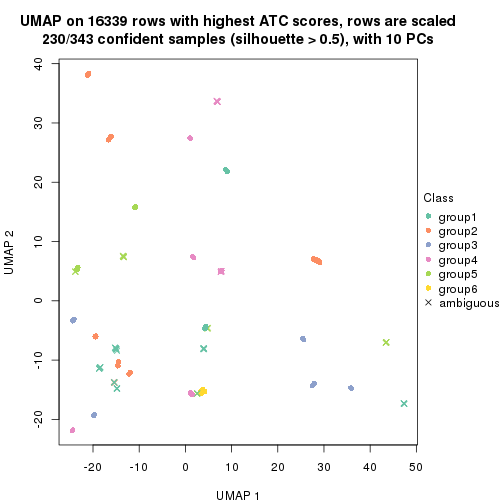 UMAP on 16339 rows with highest ATC scores, rows are scaled
230/343 confident samples (silhouette > 0.5), with 10 PCs
40
30
20
10
0
-10
-20
UMAP 2
-20 -10 0 10 20 30 40 50
UMAP 1
Class
group1
group2
group3
group4
group5
group6
ambiguous